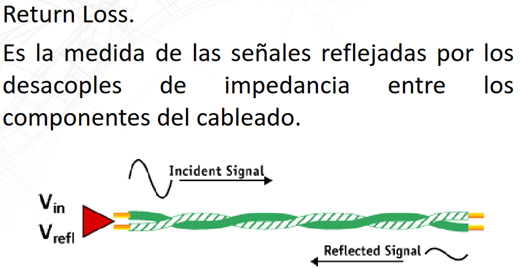 Return Loss.
Es la medida de las señales reflejadas por los
desacoples de impedancia entre los
componentes del cableado.
Incident Signal
Vin
Vrefl
Reflected Signal